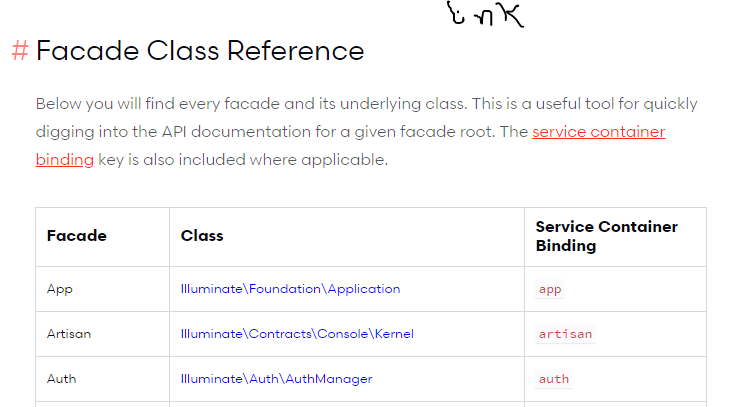 link
# Facade Class Reference
Below you will find every facade and its underlying class. This is a useful tool for quickly
digging into the API documentation for a given facade root. The service container
binding key is also included where applicable.
Facade Class Service Container
Binding
App Illuminate\Foundation\Application app
Artisan Illuminate\Contracts\Console\Kernel artisan
Auth Illuminate\Auth\AuthManager auth